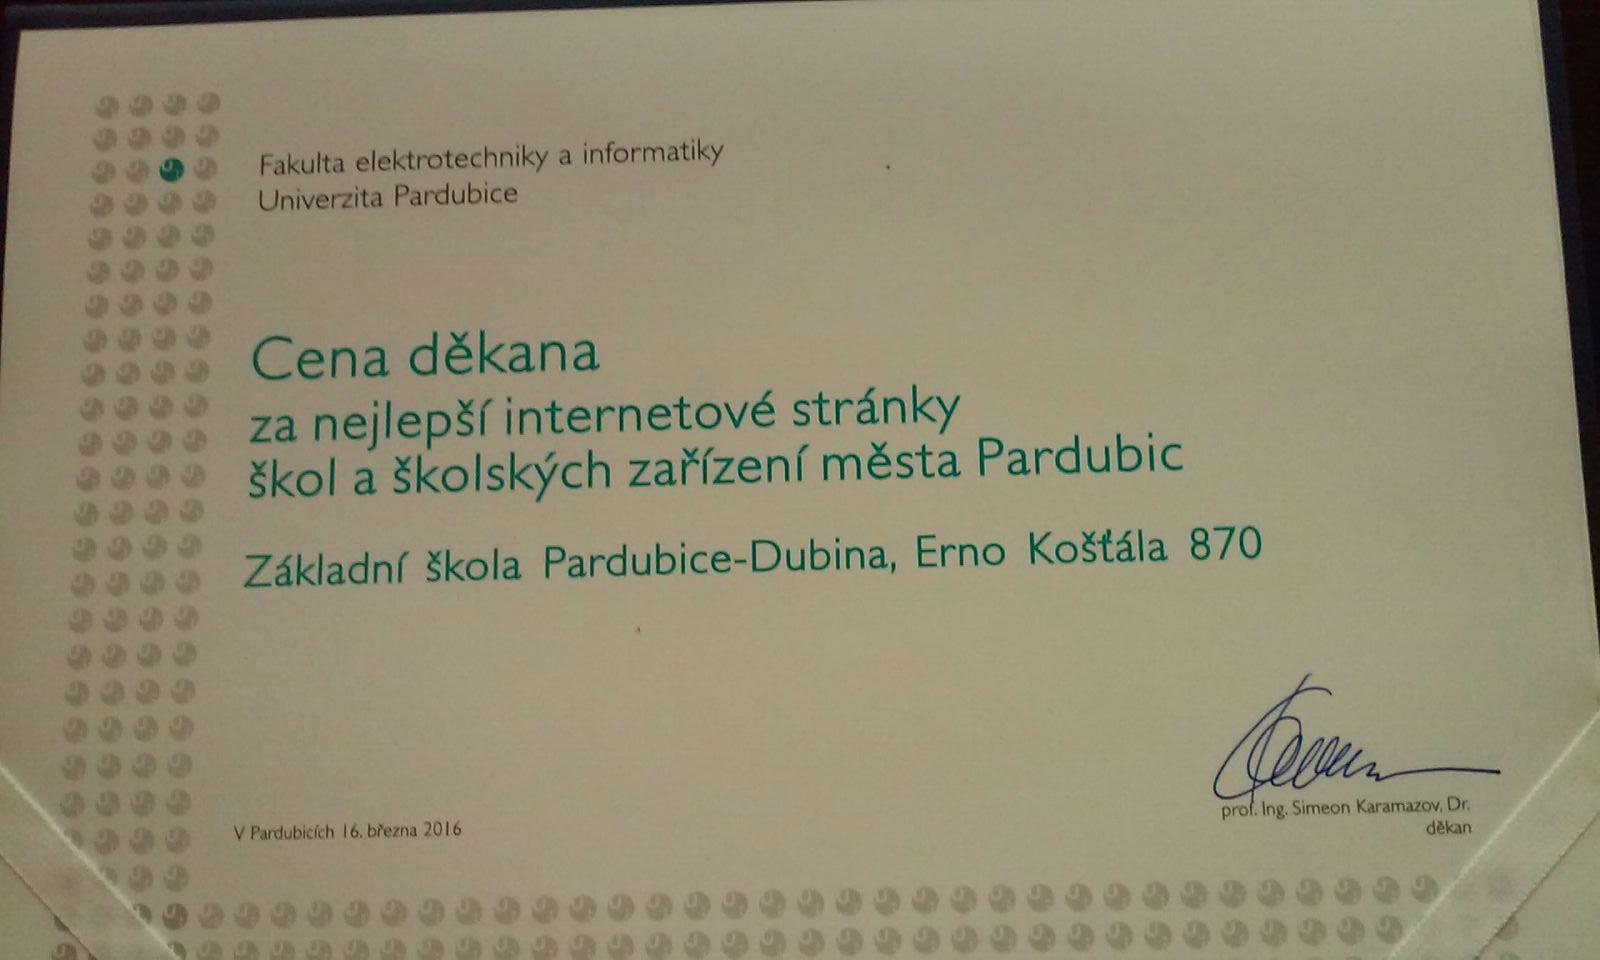 Fakulta elektrotechniky a informatiky
Univerzita Pardubice
Cena děkana
za nejlepší internetové stránky
škol a školských zařízení města Pardubic
Základní škola Pardubice-Dubina, Erno Košťála 870
V Pardubicích 16. března 2016
prof. Ing. Simeon Karamazov, Dr.
děkan